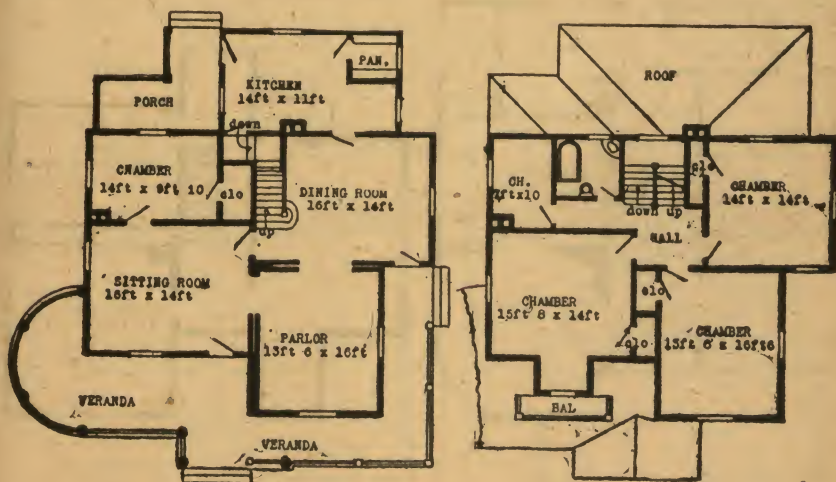 PAN.
KITCHEN
14ft x 11ft
PORCH
down
CHAMBER
14ft x 9ft 10
clo
DINING ROOM
16ft x 14ft
up
SITTING ROOM
16ft x 14ft
PARLOR
13ft 6 x 16ft
VERANDA
VERANDA
ROOF
CH.
7ft x10
clo
CHAMBER
14ft x 14ft
down up
HALL
CHAMBER
15ft 8 x 14ft
clo
clo
CHAMBER
13ft 6 x 16ft6
BAL